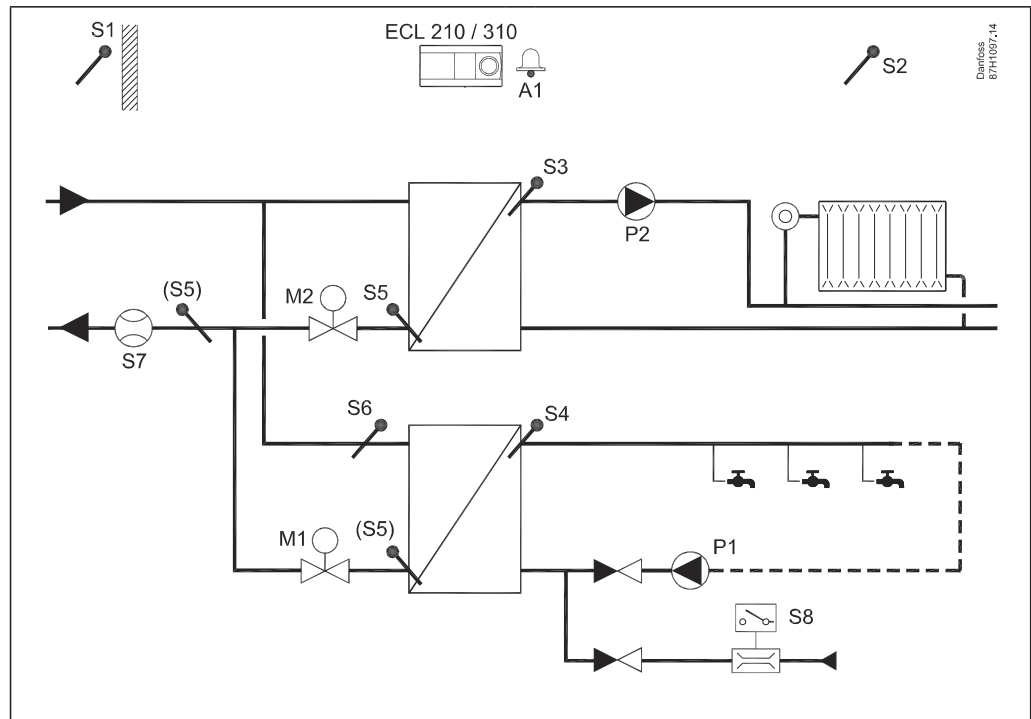 S1
ECL 210 / 310
A1
S2
Danfoss
87H1097.14
S3
P2
(S5)
M2
S5
S7
S6
S4
M1
(S5)
P1
S8